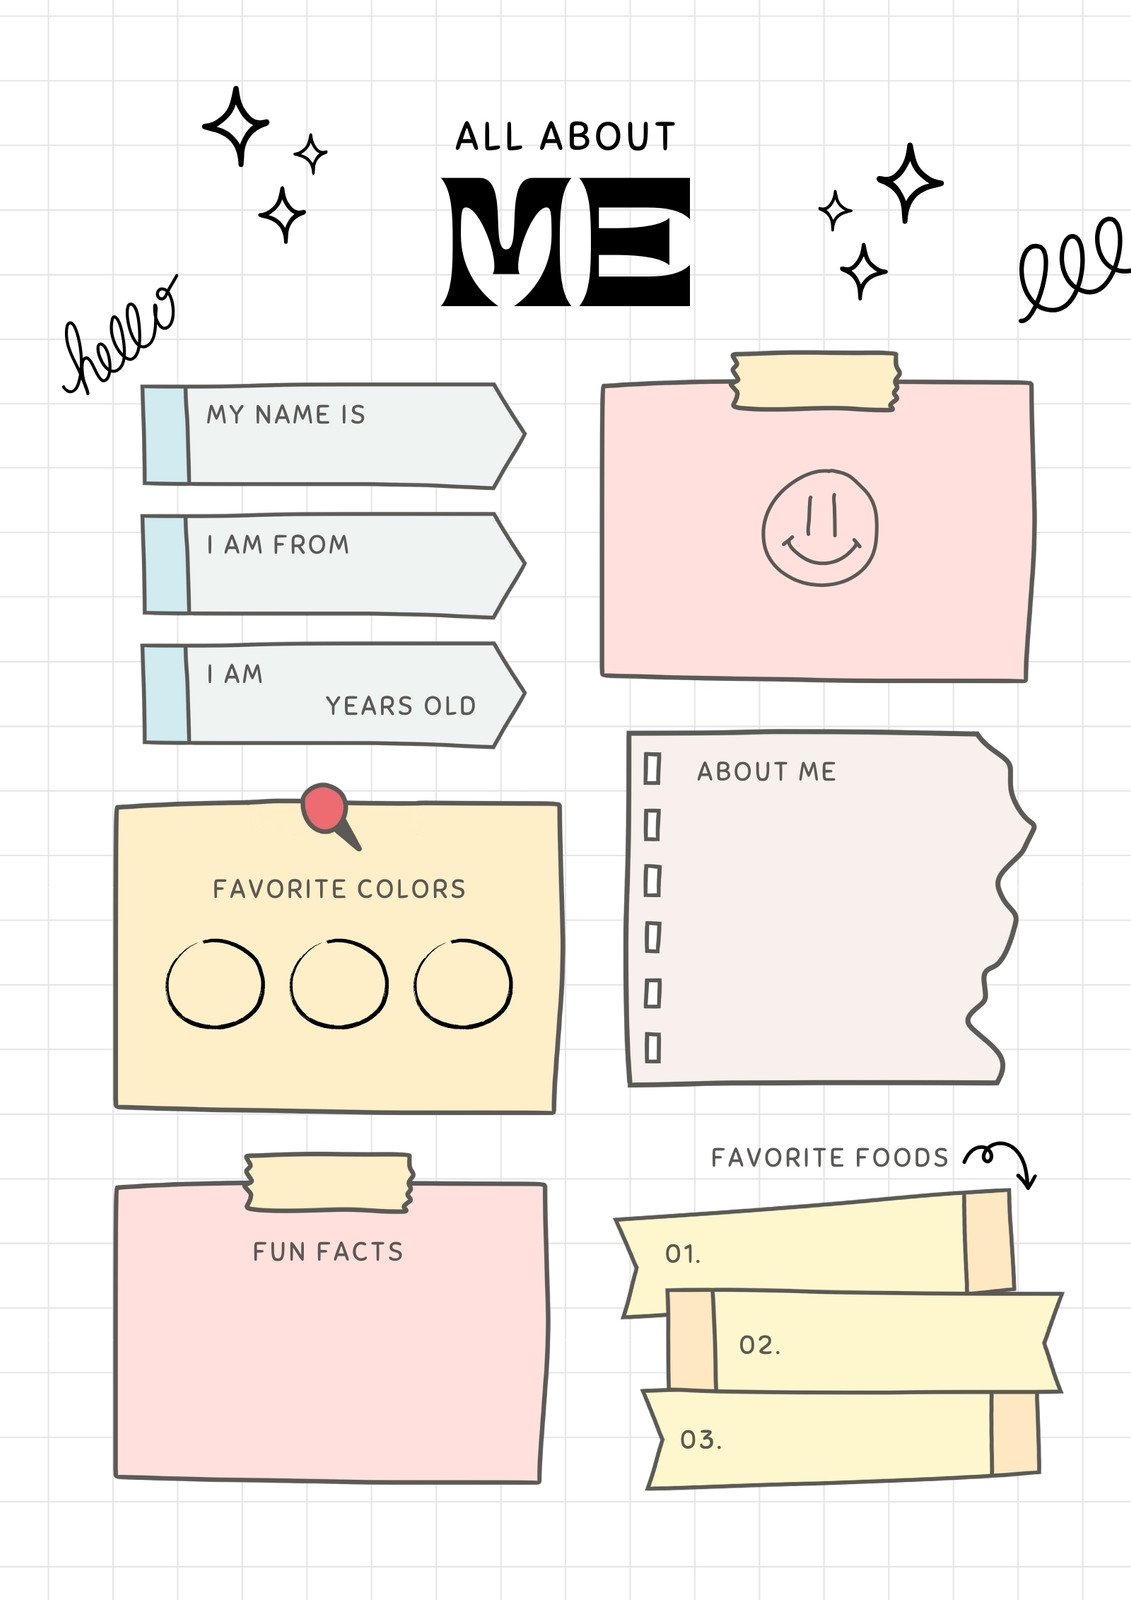 ALL ABOUT
ME
hello
MY NAME IS
I AM FROM
I AM
YEARS OLD
ABOUT ME
FAVORITE COLORS
FUN FACTS
FAVORITE FOODS
01.
02.
03.